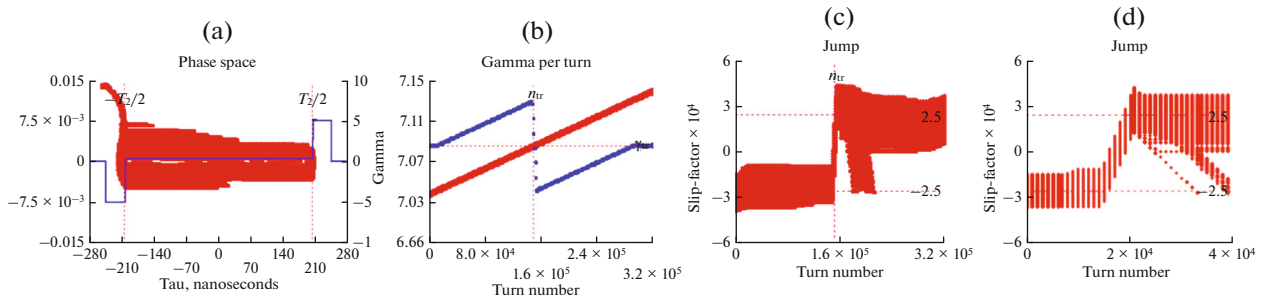 (a)
Phase space
0.015
7.5 × 10⁻³
0
−7.5 × 10⁻³
−0.015
−T₂/2
T₂/2
10
5
0
−5
−1
−280
−210
−140
−70
0
70
140
210
280
Tau, nanoseconds
(b)
Gamma per turn
n_tr
Gamma
7.15
7.11
7.07
7.03
6.66
γ_tr
0
8.0 × 10⁴
1.6 × 10⁵
2.4 × 10⁵
3.2 × 10⁵
Turn number
(c)
Jump
n_tr
Slip-factor × 10⁴
6
3
0
−3
−6
2.5
−2.5
0
1.6 × 10⁵
3.2 × 10⁵
Turn number
(d)
Jump
Slip-factor × 10⁴
6
3
0
−3
−6
2.5
−2.5
0
2 × 10⁴
4 × 10⁴
Turn number